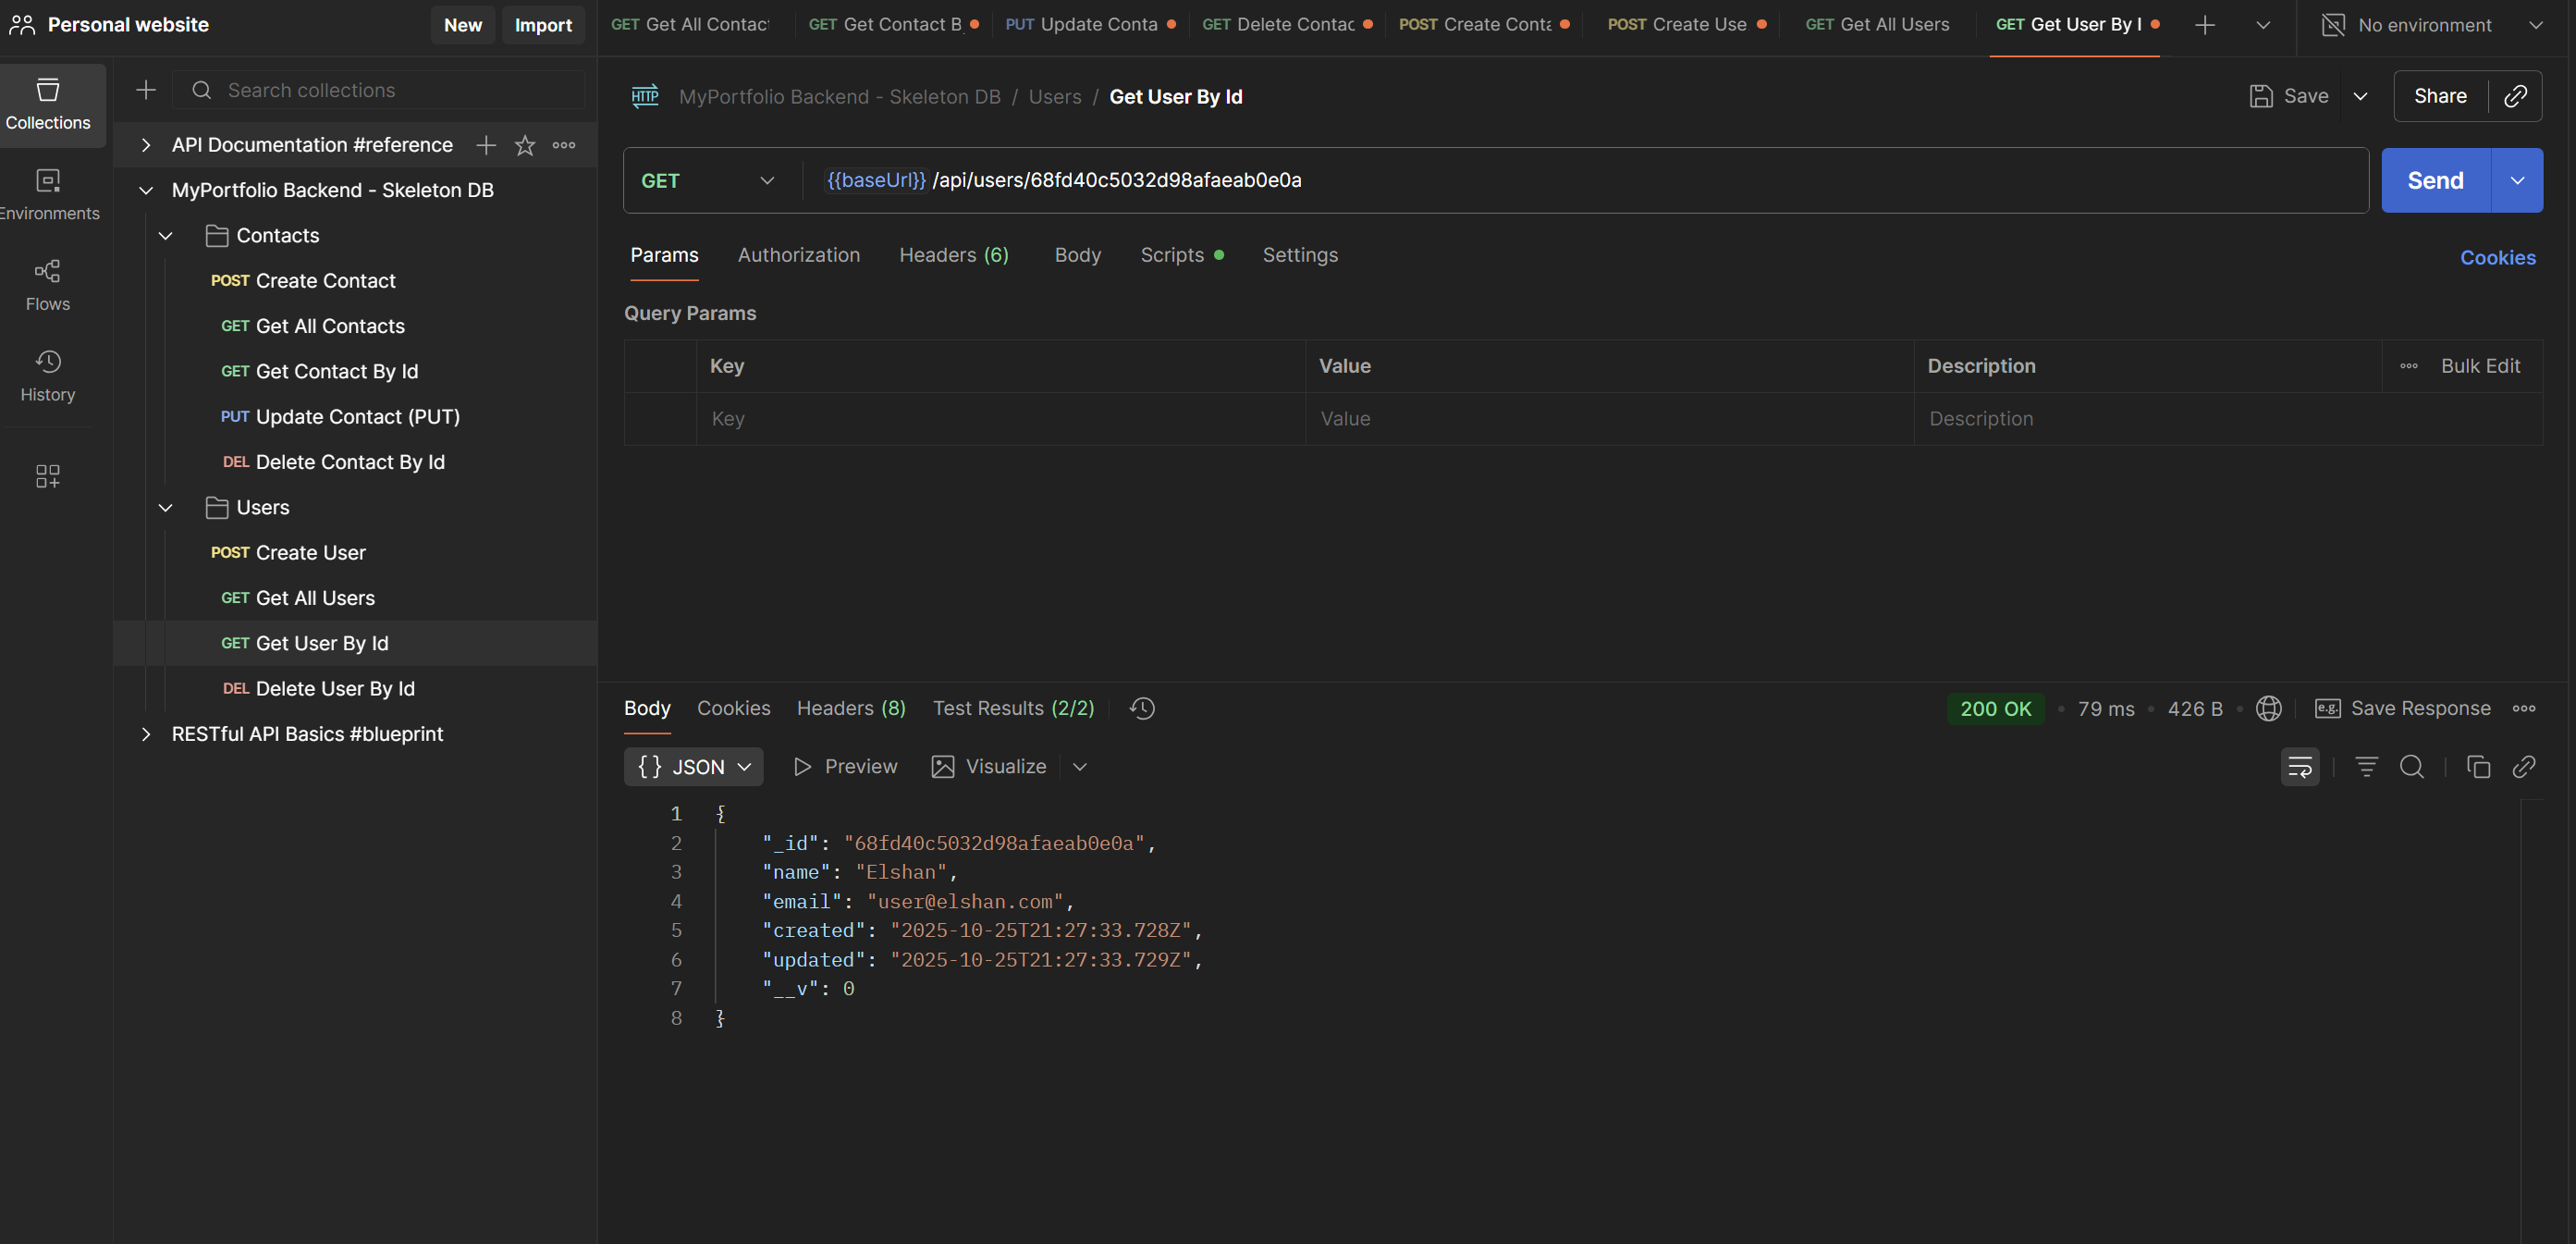 Personal website
New
Import
GET Get All Contac
GET Get Contact B
PUT Update Conta
GET Delete Contac
POST Create Conta
POST Create Use
GET Get All Users
GET Get User By I
No environment
Collections
Environments
Flows
History
Search collections
API Documentation #reference
MyPortfolio Backend - Skeleton DB
Contacts
POST Create Contact
GET Get All Contacts
GET Get Contact By Id
PUT Update Contact (PUT)
DEL Delete Contact By Id
Users
POST Create User
GET Get All Users
GET Get User By Id
DEL Delete User By Id
RESTful API Basics #blueprint
HTTP MyPortfolio Backend - Skeleton DB / Users / Get User By Id
Save
Share
GET
{{baseUrl}} /api/users/68fd40c5032d98afaeab0e0a
Send
Params Authorization Headers (6) Body Scripts Settings
Cookies
Query Params
Key Value Description Bulk Edit
Key Value Description
Body Cookies Headers (8) Test Results (2/2)
200 OK • 79 ms • 426 B • e.g. Save Response
{} JSON Preview Visualize
1 {
2 "_id": "68fd40c5032d98afaeab0e0a",
3 "name": "Elshan",
4 "email": "user@elshan.com",
5 "created": "2025-10-25T21:27:33.728Z",
6 "updated": "2025-10-25T21:27:33.729Z",
7 "__v": 0
8 }